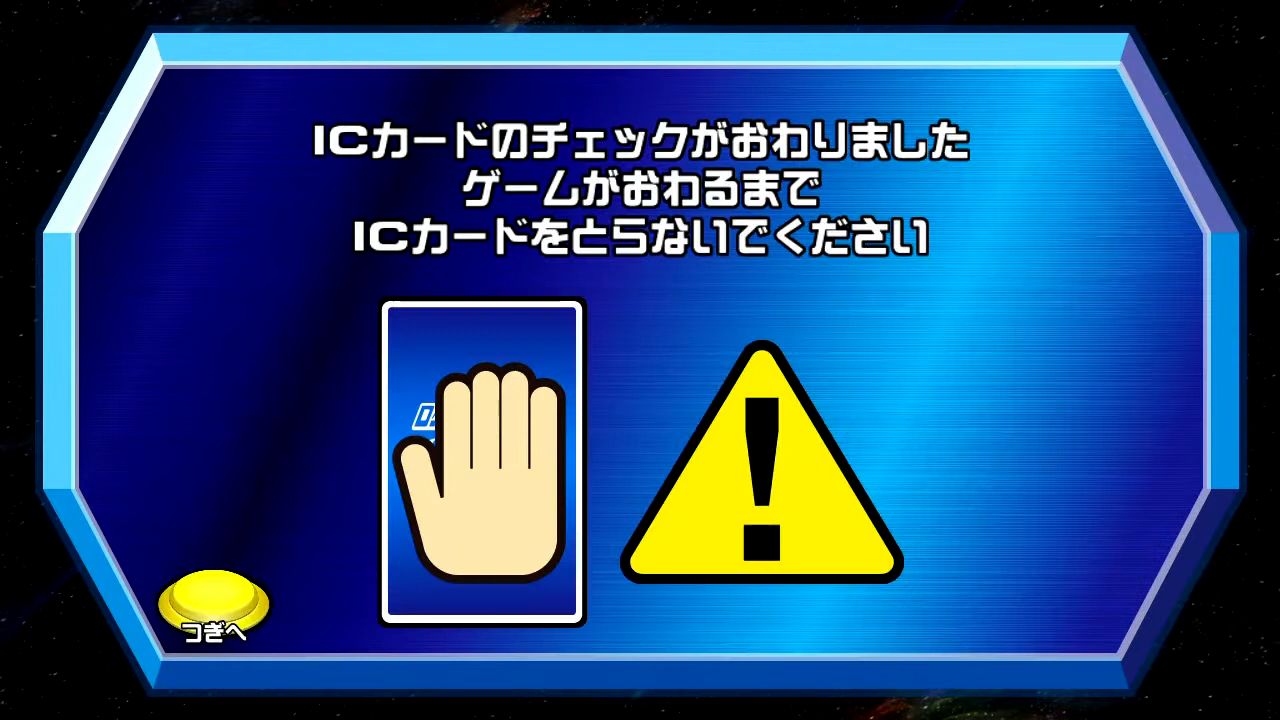 ICカードのチェックがおわりました
ゲームがおわるまで
ICカードをとらないでください
つぎへ